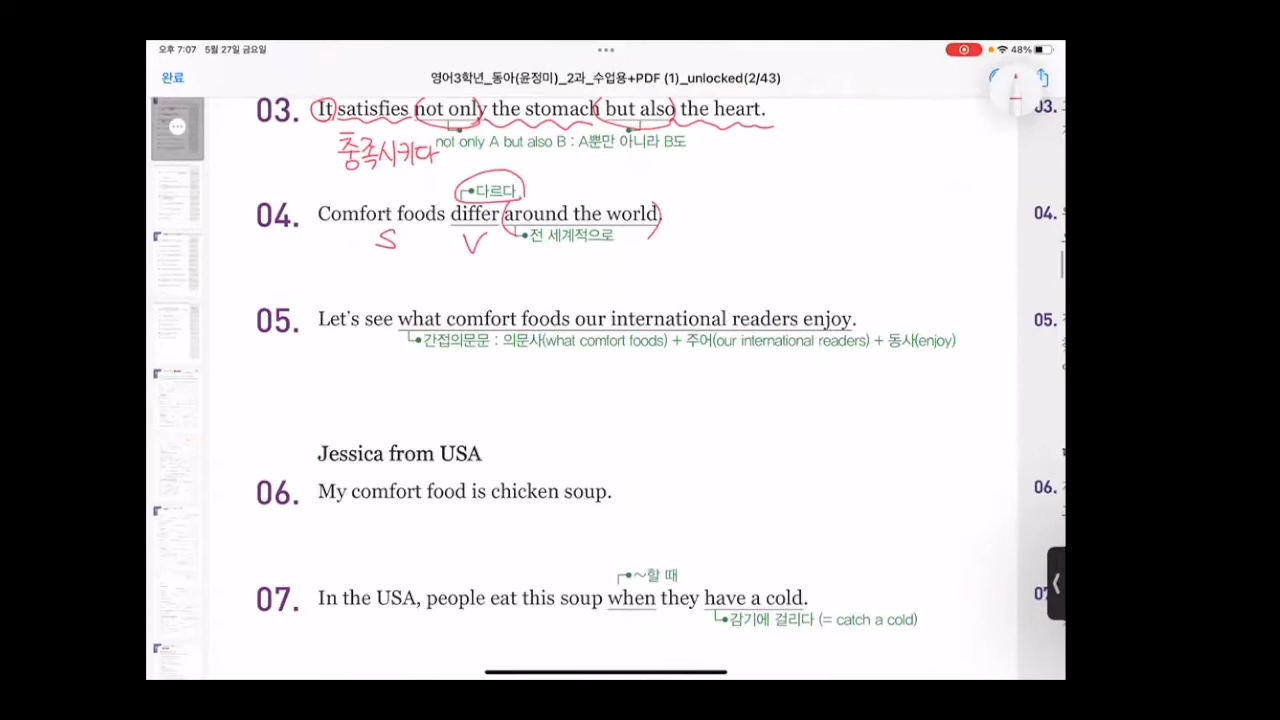 오후 7:07 5월 27일 금요일
48%
완료
영어3학년_동아(윤정미)_2과_수업용+PDF (1)_unlocked(2/43)
03. It satisfies not only the stomach but also the heart.
03.
not only A but also B : A뿐만 아니라 B도
충족시키다
다르다
04. Comfort foods differ around the world.
04.
전 세계적으로
S V
05. Let's see what comfort foods our international readers enjoy.
05.
간접의문문 : 의문사(what comfort foods) + 주어(our international readers) + 동사(enjoy)
Jessica from USA
06. My comfort food is chicken soup.
06.
~할 때
07. In the USA, people eat this soup when they have a cold.
감기에 걸리다 (= catch a cold)